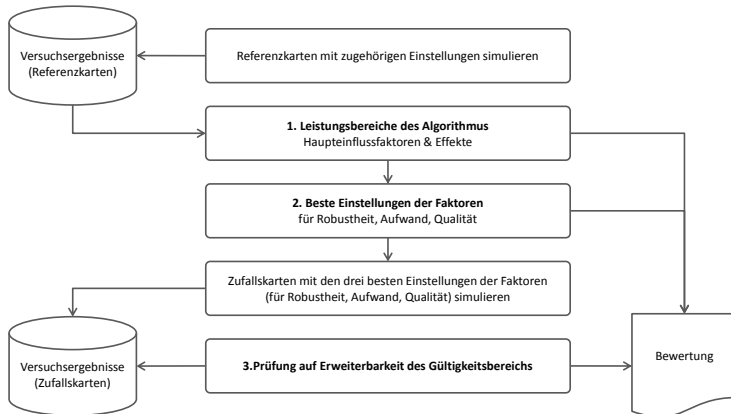 Versuchsergebnisse
(Referenzkarten)
Referenzkarten mit zugehörigen Einstellungen simulieren
1. Leistungsbereiche des Algorithmus
Haupteinflussfaktoren & Effekte
2. Beste Einstellungen der Faktoren
für Robustheit, Aufwand, Qualität
Zufallskarten mit den drei besten Einstellungen der Faktoren
(für Robustheit, Aufwand, Qualität) simulieren
Versuchsergebnisse
(Zufallskarten)
3.Prüfung auf Erweiterbarkeit des Gültigkeitsbereichs
Bewertung